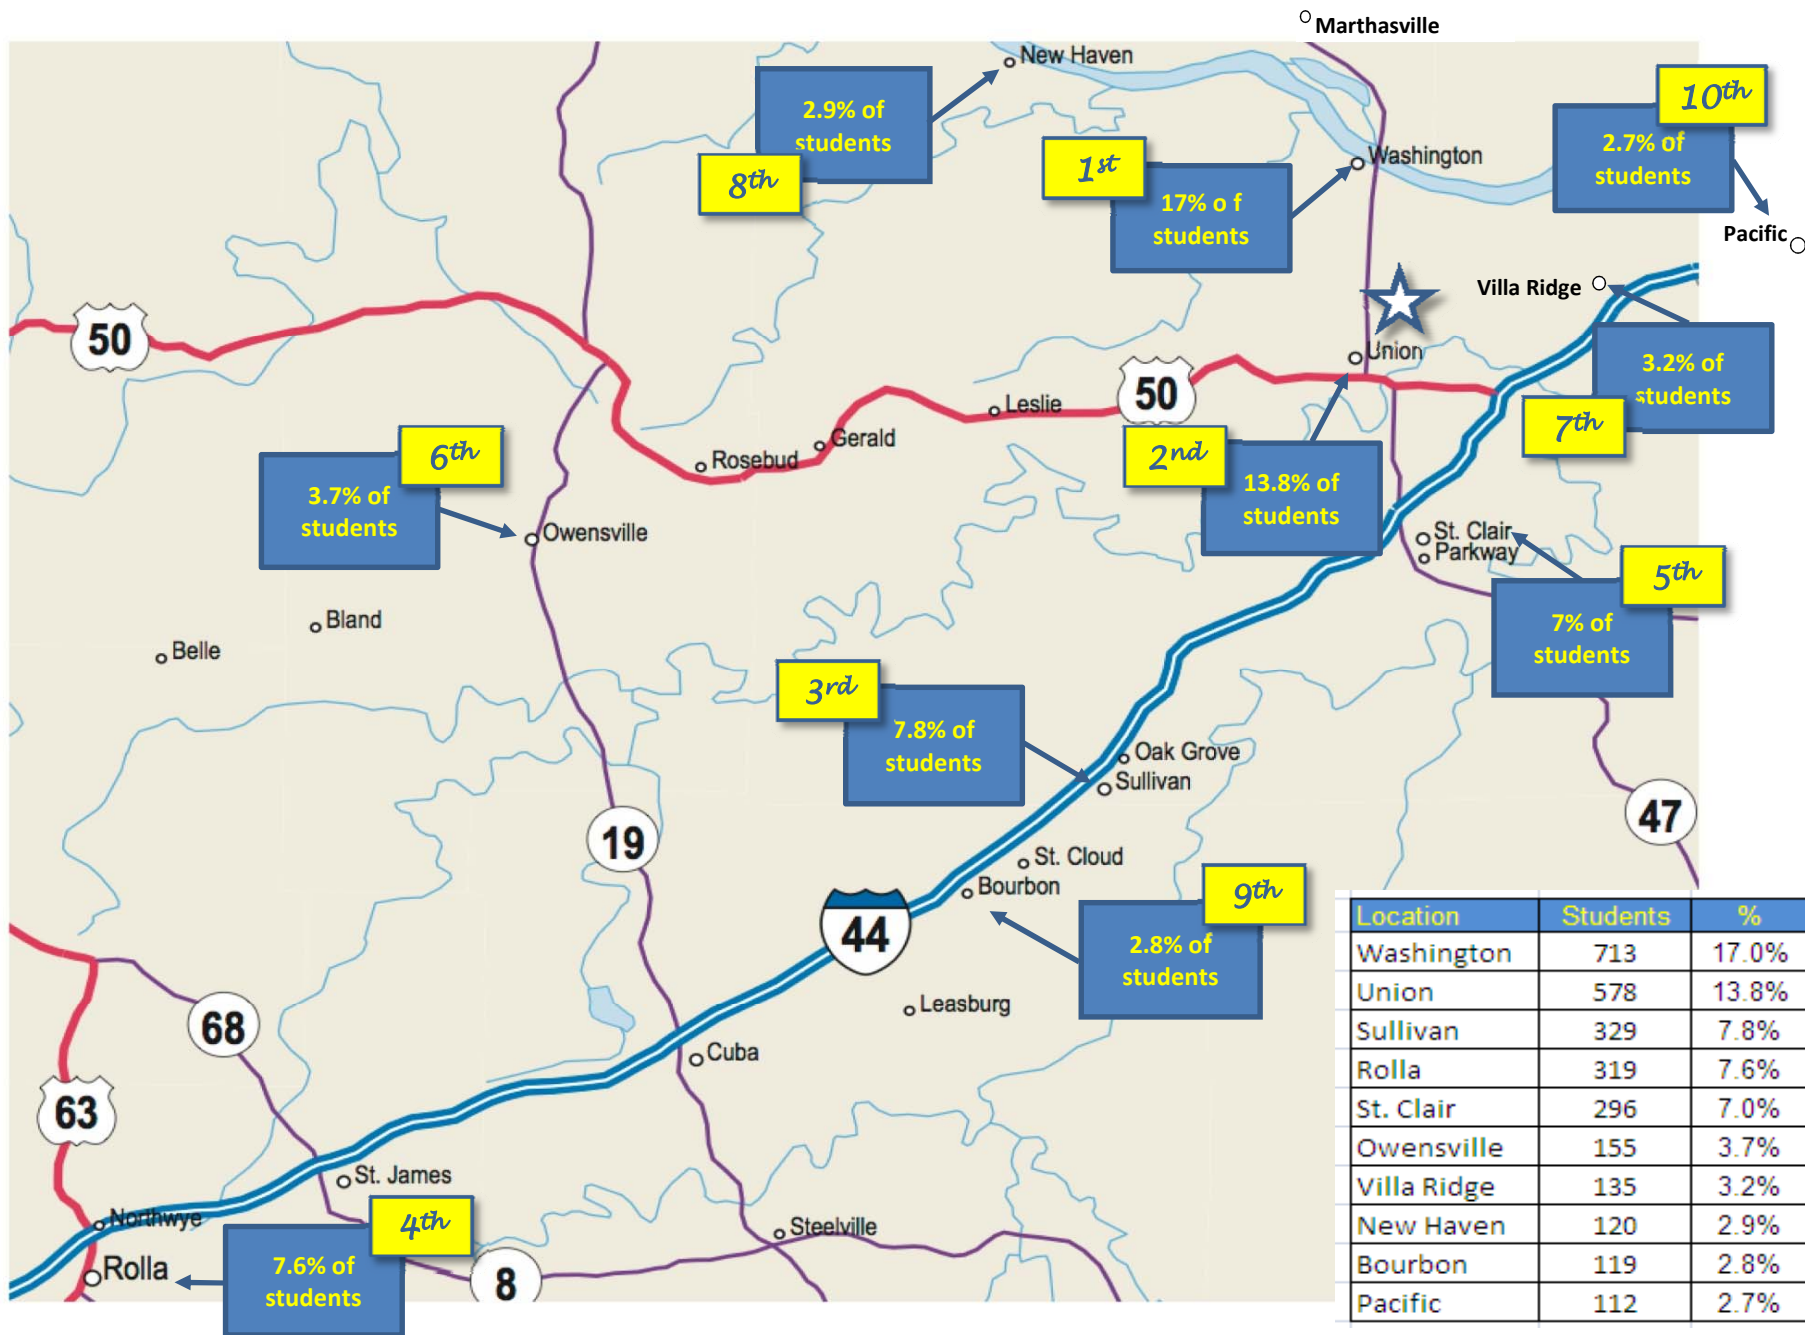 Marthasville
New Haven
2.9% of
students
8th
10th
2.7% of
students
1st
17% o f
students
Washington
Pacific
Villa Ridge
50
Union
3.2% of
students
7th
50
Leslie
Gerald
Rosebud
2nd
13.8% of
students
6th
3.7% of
students
Owensville
St. Clair
Parkway
5th
7% of
students
Bland
Belle
3rd
7.8% of
students
Oak Grove
Sullivan
47
19
St. Cloud
Bourbon
9th
2.8% of
students
44
Leasburg
68
Cuba
63
St. James
Northwye
4th
7.6% of
students
Rolla
Steelville
8
Location Students %
Washington 713 17.0%
Union 578 13.8%
Sullivan 329 7.8%
Rolla 319 7.6%
St. Clair 296 7.0%
Owensville 155 3.7%
Villa Ridge 135 3.2%
New Haven 120 2.9%
Bourbon 119 2.8%
Pacific 112 2.7%